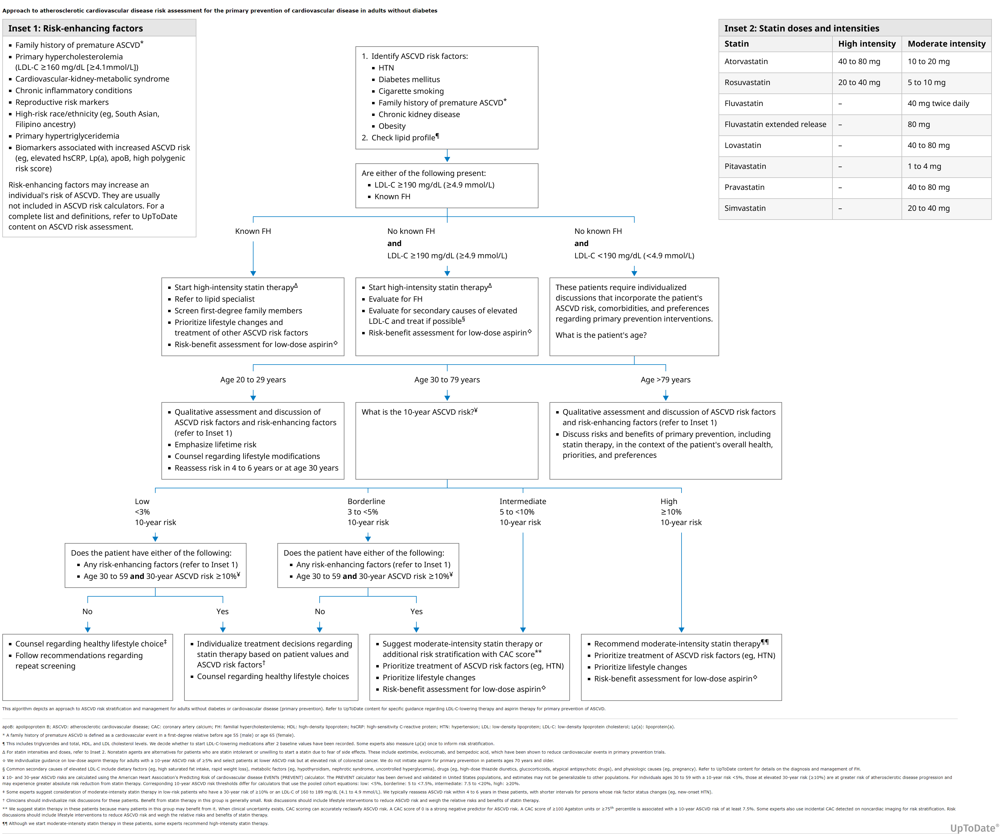 Approach to atherosclerotic cardiovascular disease risk assessment for the primary prevention of cardiovascular disease in adults without diabetes
Inset 1: Risk-enhancing factors
▪ Family history of premature ASCVD*
▪ Primary hypercholesterolemia
(LDL-C ≥160 mg/dL [≥4.1mmol/L])
▪ Cardiovascular-kidney-metabolic syndrome
▪ Chronic inflammatory conditions
▪ Reproductive risk markers
▪ High-risk race/ethnicity (eg, South Asian,
Filipino ancestry)
▪ Primary hypertriglyceridemia
▪ Biomarkers associated with increased ASCVD risk
(eg, elevated hsCRP, Lp(a), apoB, high polygenic
risk score)
Risk-enhancing factors may increase an
individual's risk of ASCVD. They are usually
not included in ASCVD risk calculators. For a
complete list and definitions, refer to UpToDate
content on ASCVD risk assessment.
1. Identify ASCVD risk factors:
▪ HTN
▪ Diabetes mellitus
▪ Cigarette smoking
▪ Family history of premature ASCVD*
▪ Chronic kidney disease
▪ Obesity
2. Check lipid profile¶
Inset 2: Statin doses and intensities
Statin High intensity Moderate intensity
Atorvastatin 40 to 80 mg 10 to 20 mg
Rosuvastatin 20 to 40 mg 5 to 10 mg
Fluvastatin – 40 mg twice daily
Fluvastatin extended release – 80 mg
Lovastatin – 40 to 80 mg
Pitavastatin – 1 to 4 mg
Pravastatin – 40 to 80 mg
Simvastatin – 20 to 40 mg
Are either of the following present:
▪ LDL-C ≥190 mg/dL (≥4.9 mmol/L)
▪ Known FH
Known FH
No known FH
and
LDL-C ≥190 mg/dL (≥4.9 mmol/L)
No known FH
and
LDL-C <190 mg/dL (<4.9 mmol/L)
▪ Start high-intensity statin therapyΔ
▪ Refer to lipid specialist
▪ Screen first-degree family members
▪ Prioritize lifestyle changes and
treatment of other ASCVD risk factors
▪ Risk-benefit assessment for low-dose aspirin◇
▪ Start high-intensity statin therapyΔ
▪ Evaluate for FH
▪ Evaluate for secondary causes of elevated
LDL-C and treat if possible§
▪ Risk-benefit assessment for low-dose aspirin◇
These patients require individualized
discussions that incorporate the patient's
ASCVD risk, comorbidities, and preferences
regarding primary prevention interventions.
What is the patient's age?
Age 20 to 29 years
Age 30 to 79 years
Age >79 years
▪ Qualitative assessment and discussion of
ASCVD risk factors and risk-enhancing factors
(refer to Inset 1)
▪ Emphasize lifetime risk
▪ Counsel regarding lifestyle modifications
▪ Reassess risk in 4 to 6 years or at age 30 years
What is the 10-year ASCVD risk?¥
▪ Qualitative assessment and discussion of ASCVD risk factors
and risk-enhancing factors (refer to Inset 1)
▪ Discuss risks and benefits of primary prevention, including
statin therapy, in the context of the patient's overall health,
priorities, and preferences
Low
<3%
10-year risk
Borderline
3 to <5%
10-year risk
Intermediate
5 to <10%
10-year risk
High
≥10%
10-year risk
Does the patient have either of the following:
▪ Any risk-enhancing factors (refer to Inset 1)
▪ Age 30 to 59 and 30-year ASCVD risk ≥10%¥
Does the patient have either of the following:
▪ Any risk-enhancing factors (refer to Inset 1)
▪ Age 30 to 59 and 30-year ASCVD risk ≥10%¥
No
Yes
No
Yes
▪ Counsel regarding healthy lifestyle choice‡
▪ Follow recommendations regarding
repeat screening
▪ Individualize treatment decisions regarding
statin therapy based on patient values and
ASCVD risk factors†
▪ Counsel regarding healthy lifestyle choices
▪ Suggest moderate-intensity statin therapy or
additional risk stratification with CAC score**
▪ Prioritize treatment of ASCVD risk factors (eg, HTN)
▪ Prioritize lifestyle changes
▪ Risk-benefit assessment for low-dose aspirin◇
▪ Recommend moderate-intensity statin therapy¶¶
▪ Prioritize treatment of ASCVD risk factors (eg, HTN)
▪ Prioritize lifestyle changes
▪ Risk-benefit assessment for low-dose aspirin◇
This algorithm depicts an approach to ASCVD risk stratification and management for adults without diabetes or cardiovascular disease (primary prevention). Refer to UpToDate content for specific guidance regarding LDL-C-lowering therapy and aspirin therapy for primary prevention of ASCVD.
apoB: apolipoprotein B; ASCVD: atherosclerotic cardiovascular disease; CAC: coronary artery calcium; FH: familial hypercholesterolemia; HDL: high-density lipoprotein; hsCRP: high-sensitivity C-reactive protein; HTN: hypertension; LDL: low-density lipoprotein; LDL-C: low-density lipoprotein cholesterol; Lp(a): lipoprotein(a).
* A family history of premature ASCVD is defined as a cardiovascular event in a first-degree relative before age 55 (male) or age 65 (female).
¶ This includes triglycerides and total, HDL, and LDL cholesterol levels. We decide whether to start LDL-C-lowering medications after 2 baseline values have been recorded. Some experts also measure Lp(a) once to inform risk stratification.
Δ For statin intensities and doses, refer to Inset 2. Nonstatin agents are alternatives for patients who are statin intolerant or unwilling to start a statin due to fear of side effects. These include ezetimibe, evolocumab, and bempedoic acid, which have been shown to reduce cardiovascular events in primary prevention trials.
◇ We individualize guidance on low-dose aspirin therapy for adults with a 10-year ASCVD risk of ≥5% and select patients at lower ASCVD risk but at elevated risk of colorectal cancer. We do not initiate aspirin for primary prevention in patients ages 70 years and older.
§ Common secondary causes of elevated LDL-C include dietary factors (eg, high saturated fat intake, rapid weight loss), metabolic factors (eg, hypothyroidism, nephrotic syndrome, uncontrolled hyperglycemia), drugs (eg, high-dose thiazide diuretics, glucocorticoids, atypical antipsychotic drugs), and physiologic causes (eg, pregnancy). Refer to UpToDate content for details on the diagnosis and management of FH.
¥ 10- and 30-year ASCVD risks are calculated using the American Heart Association's Predicting Risk of cardiovascular disease EVENTs (PREVENT) calculator. The PREVENT calculator has been derived and validated in United States populations, and estimates may not be generalizable to other populations. For individuals ages 30 to 59 with a 10-year risk <5%, those at elevated 30-year risk (≥10%) are at greater risk of atherosclerotic disease progression and
may experience greater absolute risk reduction from statin therapy. Corresponding 10-year ASCVD risk thresholds differ for calculators that use the pooled cohort equations: low: <5%, borderline: 5 to <7.5%, intermediate: 7.5 to <20%, high: ≥20%.
‡ Some experts suggest consideration of moderate-intensity statin therapy in low-risk patients who have a 30-year risk of ≥10% or an LDL-C of 160 to 189 mg/dL (4.1 to 4.9 mmol/L). We typically reassess ASCVD risk within 4 to 6 years in these patients, with shorter intervals for persons whose risk factor status changes (eg, new-onset HTN).
† Clinicians should individualize risk discussions for these patients. Benefit from statin therapy in this group is generally small. Risk discussions should include lifestyle interventions to reduce ASCVD risk and weigh the relative risks and benefits of statin therapy.
** We suggest statin therapy in these patients because many patients in this group may benefit from it. When clinical uncertainty exists, CAC scoring can accurately reclassify ASCVD risk. A CAC score of 0 is a strong negative predictor for ASCVD risk. A CAC score of ≥100 Agatston units or ≥75th percentile is associated with a 10-year ASCVD risk of at least 7.5%. Some experts also use incidental CAC detected on noncardiac imaging for risk stratification. Risk
discussions should include lifestyle interventions to reduce ASCVD risk and weigh the relative risks and benefits of statin therapy.
¶¶ Although we start moderate-intensity statin therapy in these patients, some experts recommend high-intensity statin therapy.
UpToDate®